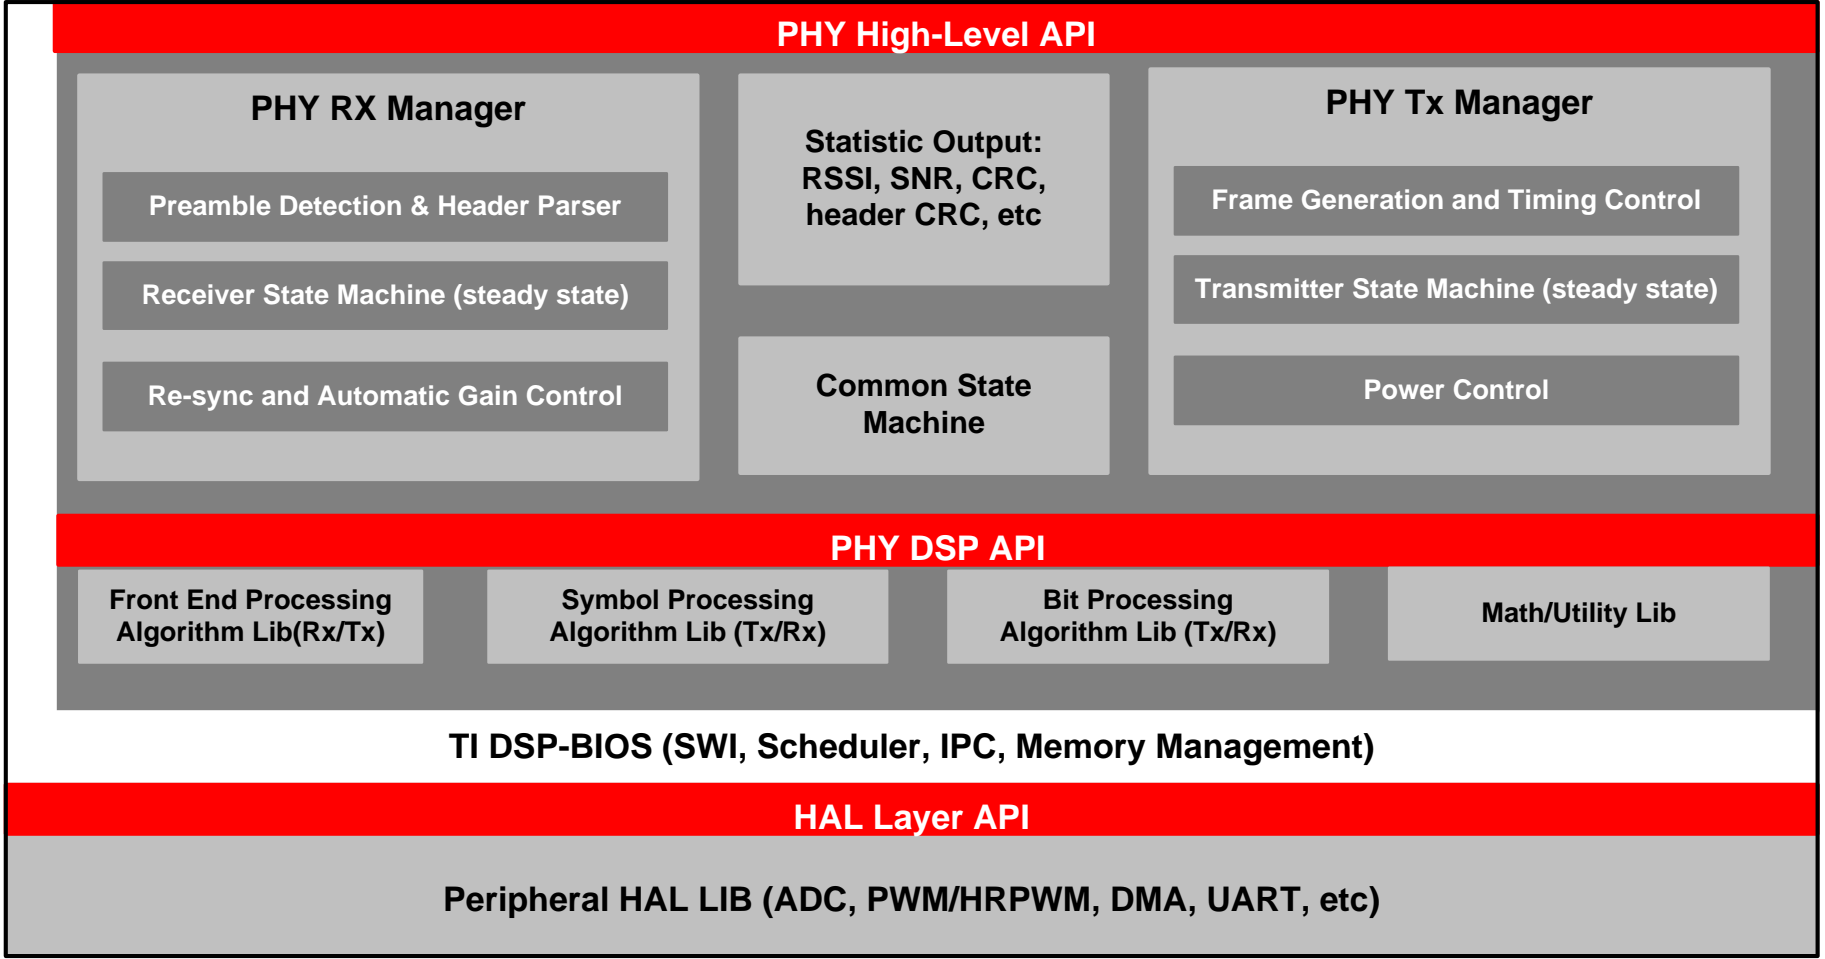 PHY High-Level API
PHY RX Manager
Preamble Detection & Header Parser
Receiver State Machine (steady state)
Re-sync and Automatic Gain Control
Statistic Output:
RSSI, SNR, CRC,
header CRC, etc
Common State
Machine
PHY Tx Manager
Frame Generation and Timing Control
Transmitter State Machine (steady state)
Power Control
PHY DSP API
Front End Processing
Algorithm Lib(Rx/Tx)
Symbol Processing
Algorithm Lib (Tx/Rx)
Bit Processing
Algorithm Lib (Tx/Rx)
Math/Utility Lib
TI DSP-BIOS (SWI, Scheduler, IPC, Memory Management)
HAL Layer API
Peripheral HAL LIB (ADC, PWM/HRPWM, DMA, UART, etc)